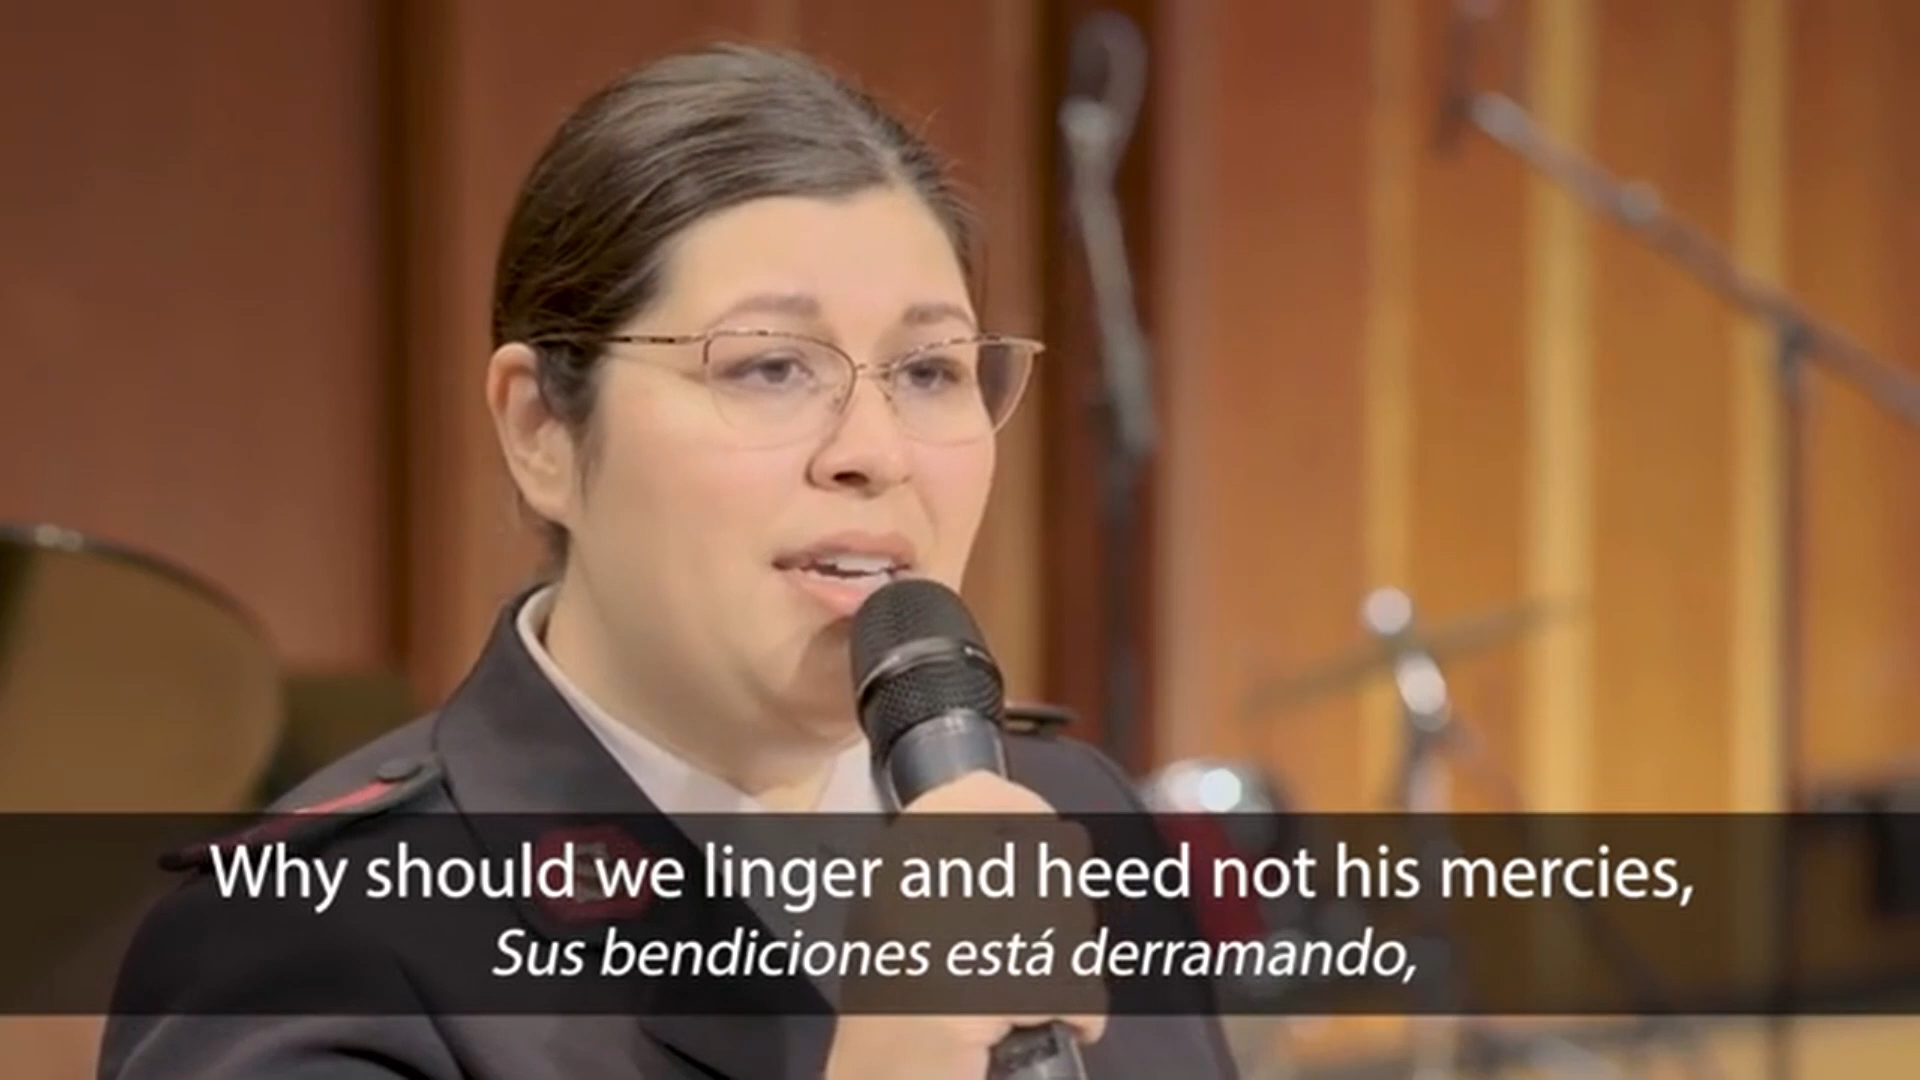 Why should we linger and heed not his mercies,
Sus bendiciones está derramando,